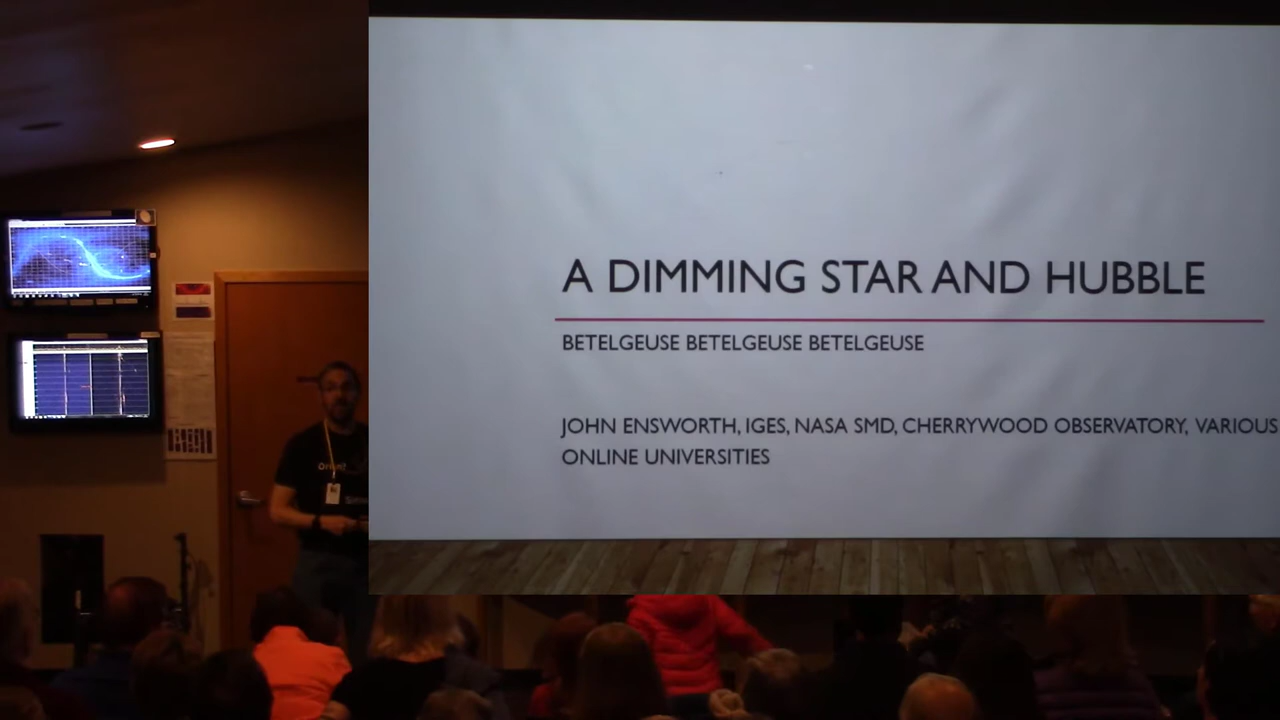 A DIMMING STAR AND HUBBLE
BETELGEUSE BETELGEUSE BETELGEUSE
JOHN ENSWORTH, IGES, NASA SMD, CHERRYWOOD OBSERVATORY, VARIOUS
ONLINE UNIVERSITIES